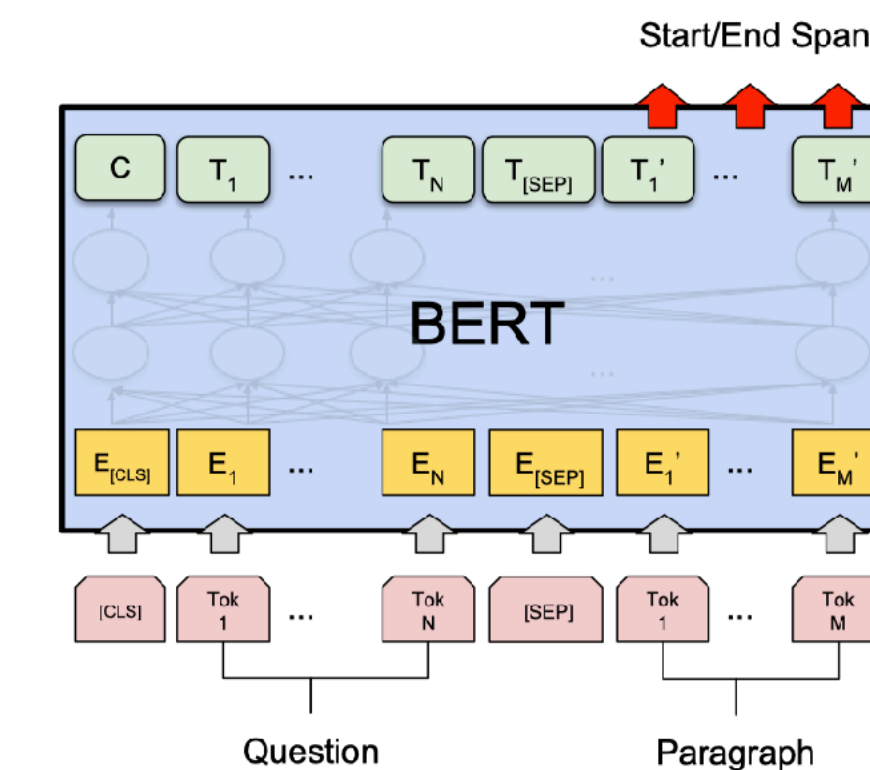 Start/End Span
C T1 ... TN T[SEP] T1' ... TM'
...
BERT
...
E[CLS] E1 ... EN E[SEP] E1' ... EM'
[CLS] Tok 1 ... Tok N [SEP] Tok 1 ... Tok M
Question Paragraph